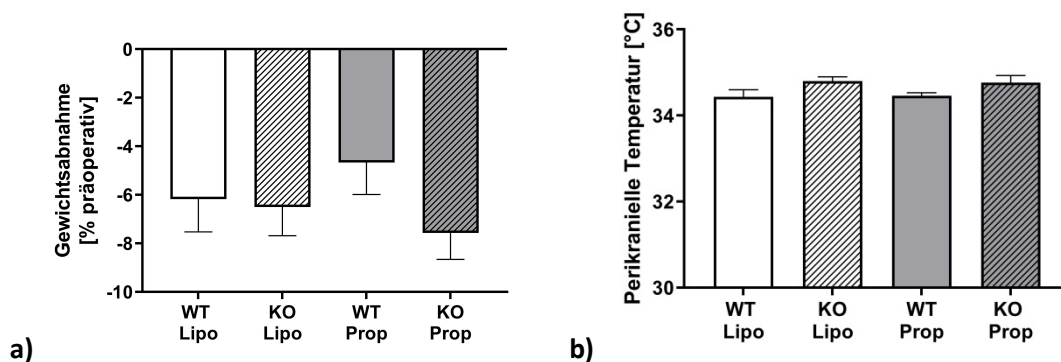 Gewichtsabnahme
[% präoperativ]
0
-2
-4
-6
-8
-10
WT
Lipo
KO
Lipo
WT
Prop
KO
Prop
a)
Perikranielle Temperatur [°C]
36
34
32
30
WT
Lipo
KO
Lipo
WT
Prop
KO
Prop
b)